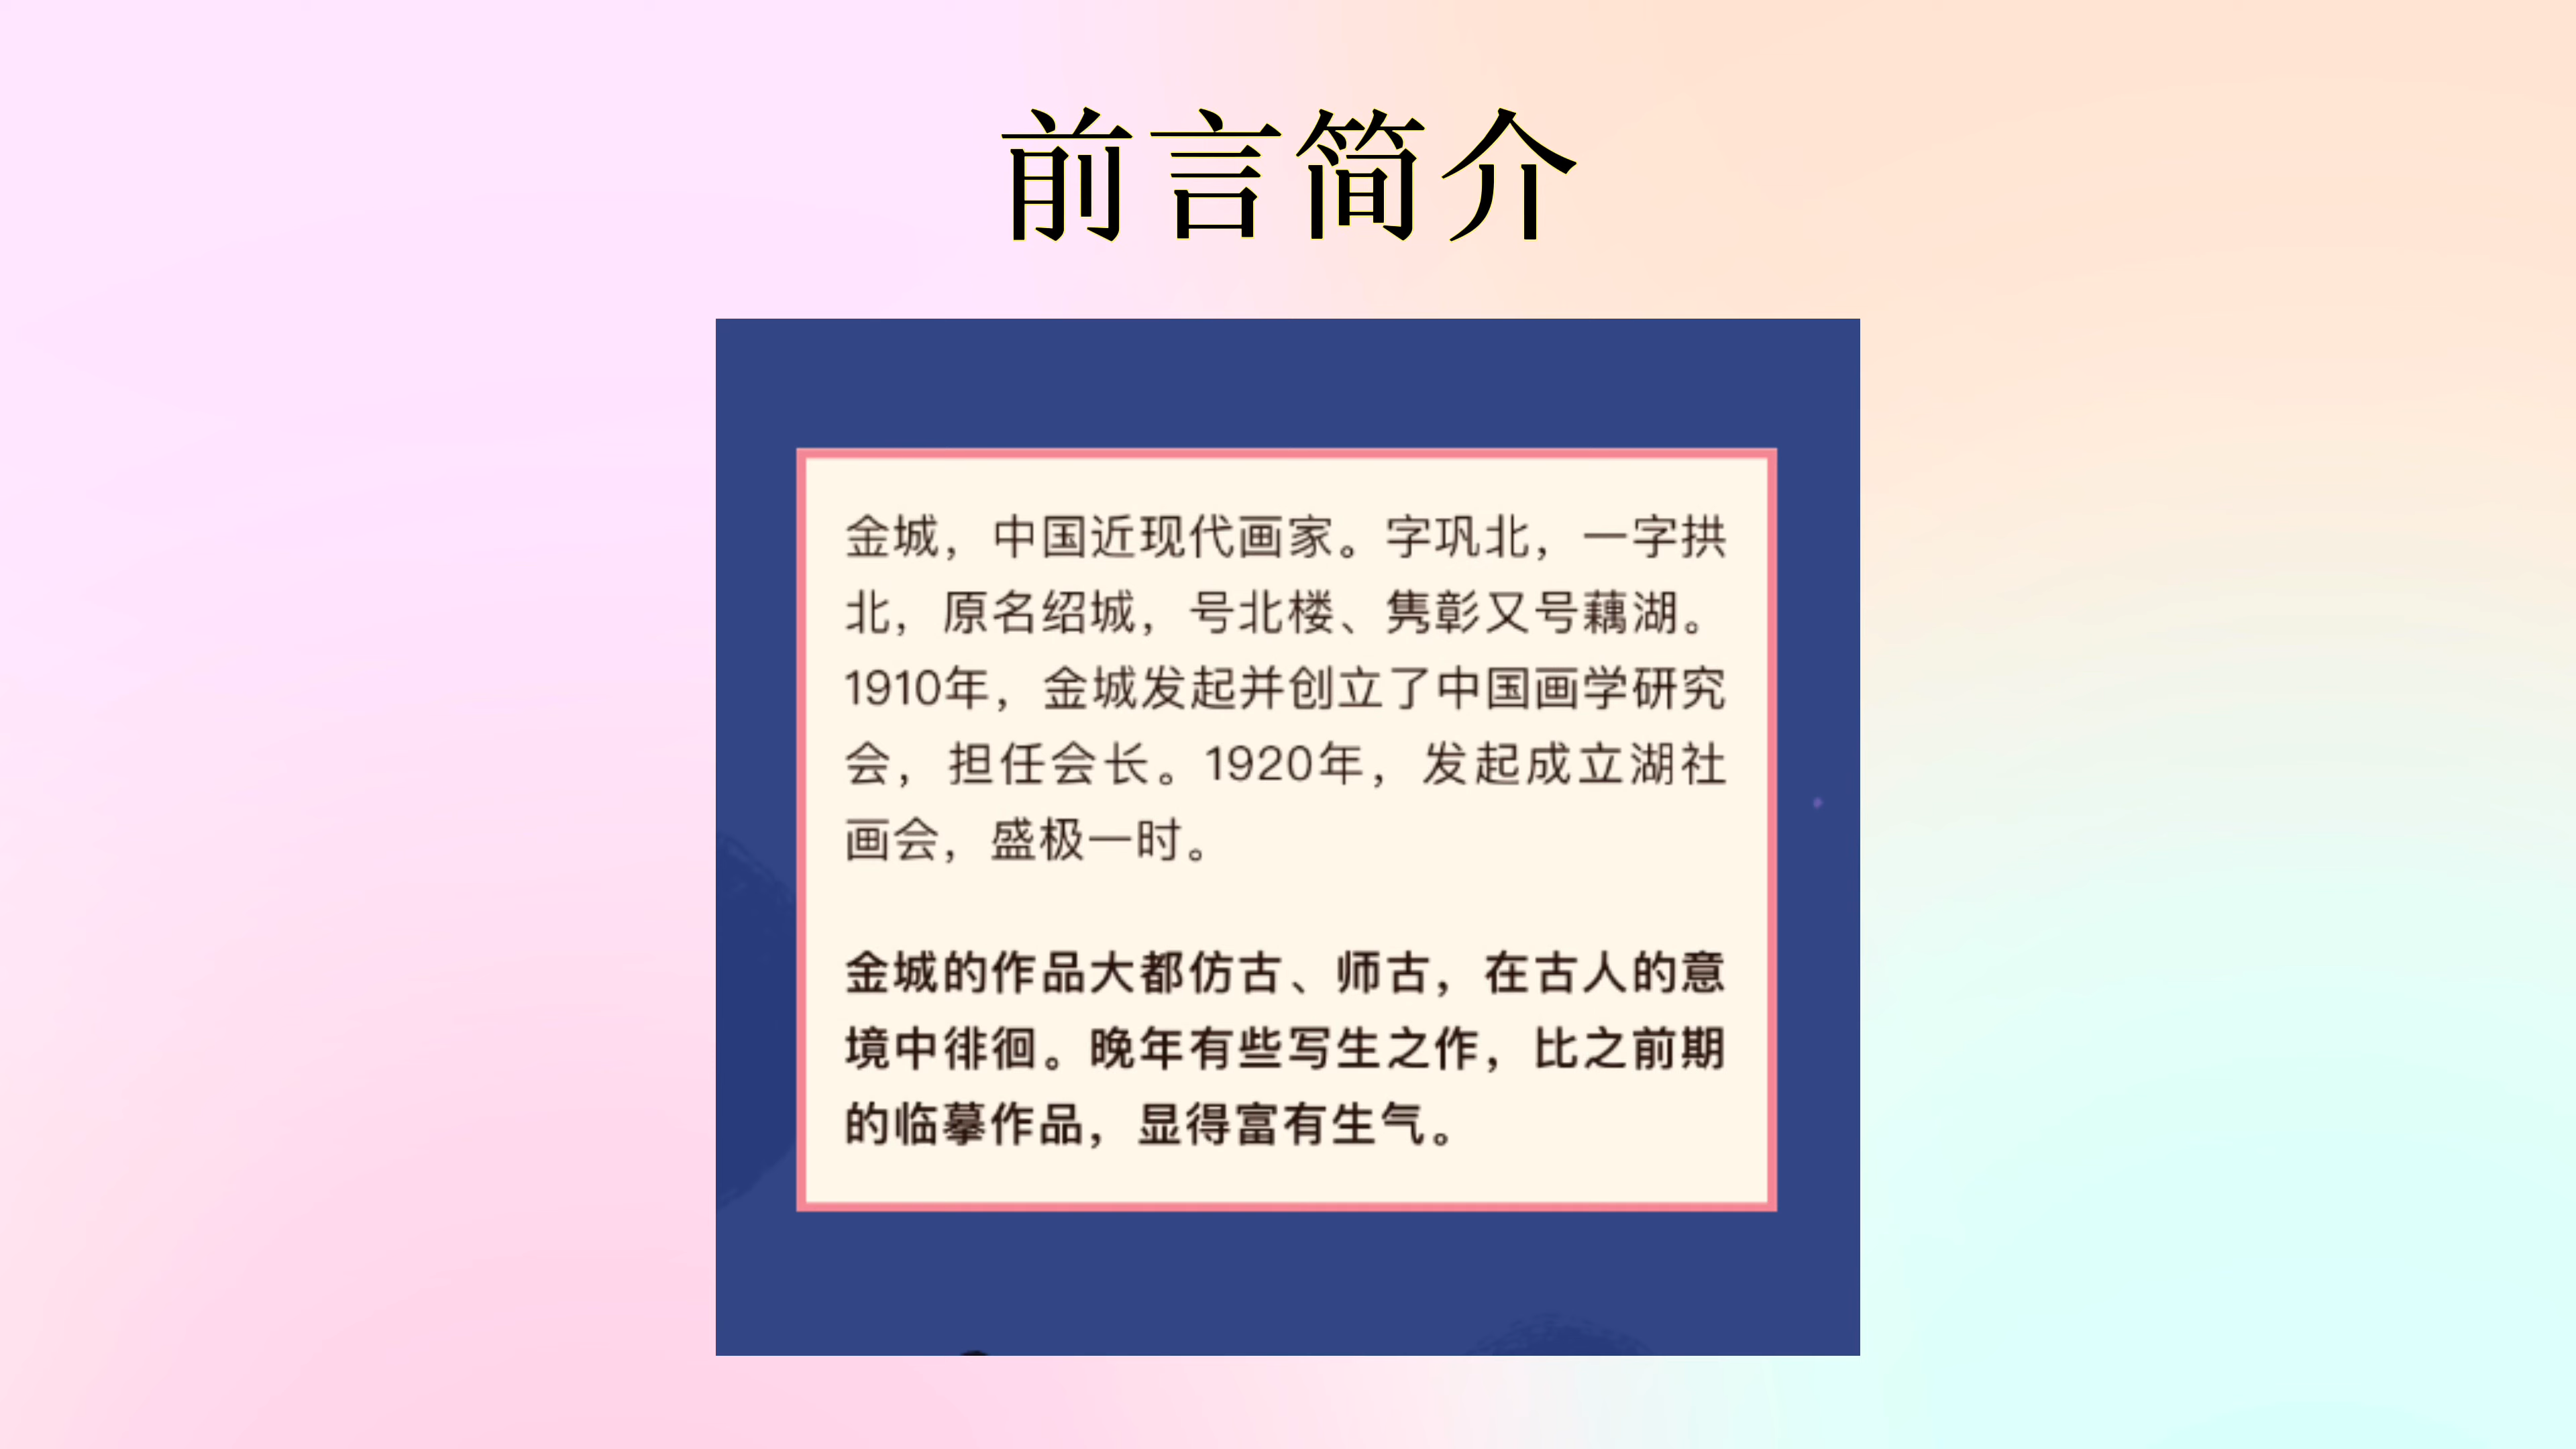 前言简介
金城，中国近现代画家。字巩北，一字拱
北，原名绍城，号北楼、隽彰又号藕湖。
1910年，金城发起并创立了中国画学研究
会，担任会长。1920年，发起成立湖社
画会，盛极一时。
金城的作品大都仿古、师古，在古人的意
境中徘徊。晚年有些写生之作，比之前期
的临摹作品，显得富有生气。